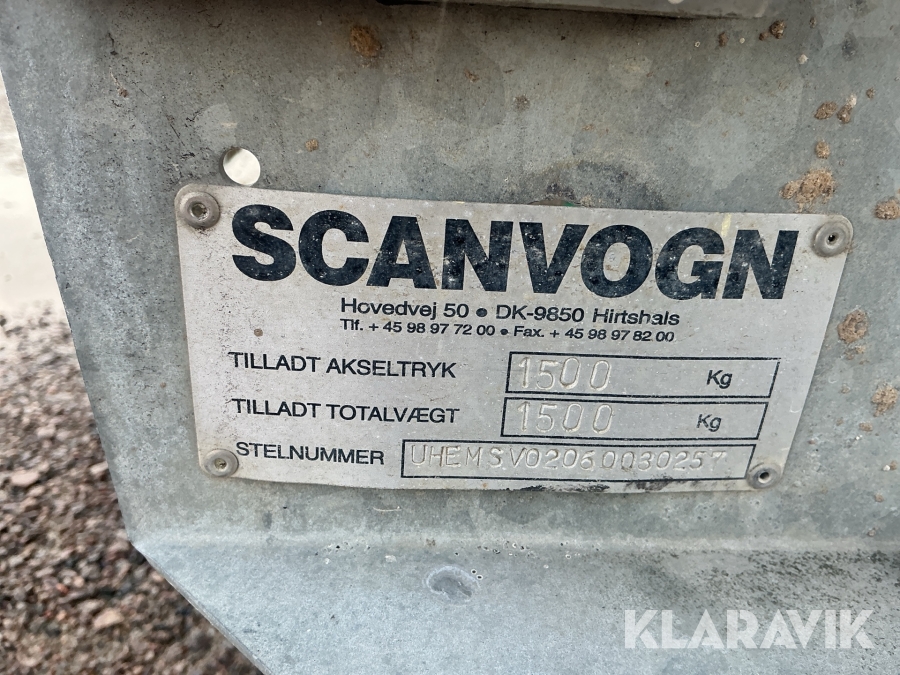 SCANVOGN
Hovedvej 50 • DK-9850 Hirtshals
Tlf. + 45 98 97 72 00 • Fax. + 45 98 97 82 00
TILLADT AKSELTRYK 1500 Kg
TILLADT TOTALVÆGT 1500 Kg
STELNUMMER UHEMSV02060030257
KLARAVIK